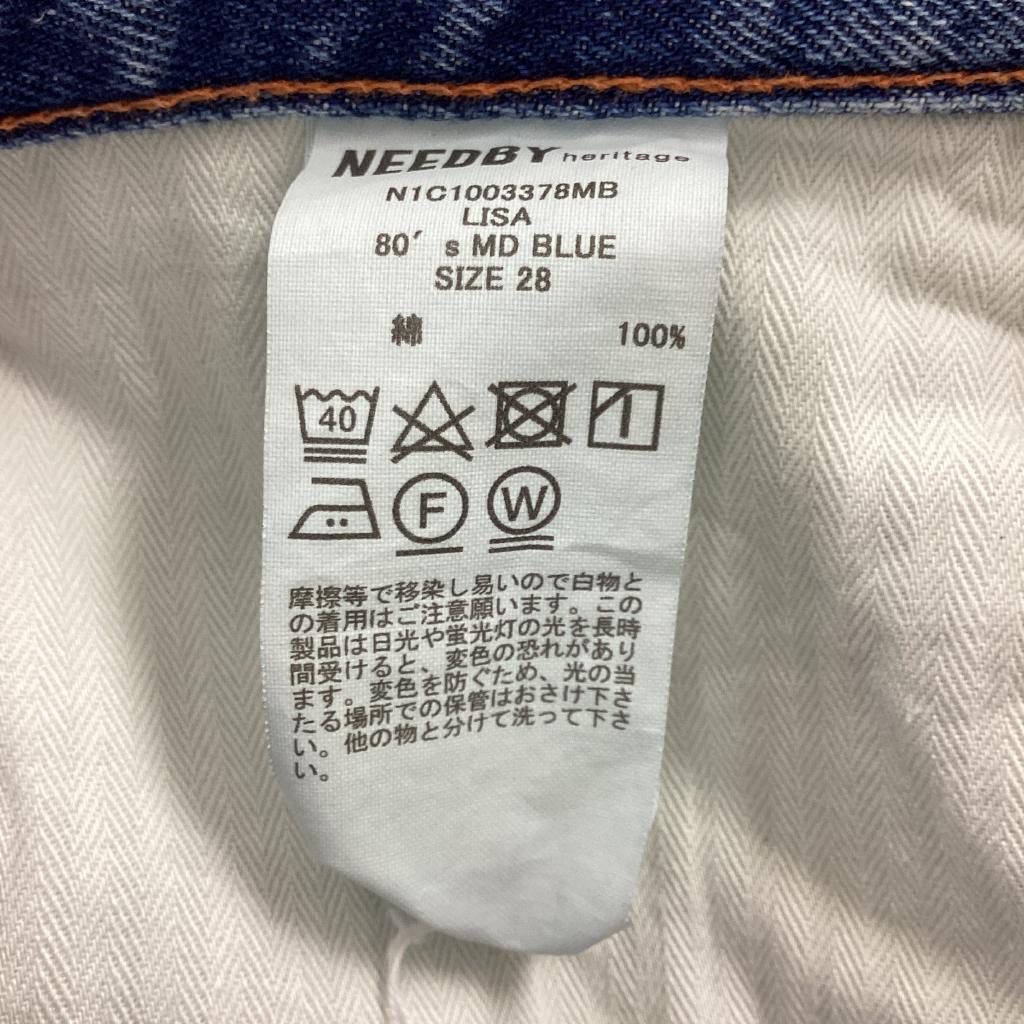 NEEDBY heritage
N1C1003378MB
LISA
80′s MD BLUE
SIZE 28
綿 100%
40
F W
摩擦等で移染し易いので白物と
の着用はご注意願います。この
製品は日光や蛍光灯の光を長時
間受けると、変色の恐れがあり
ます。変色を防ぐため、光の当
たる場所での保管はおさけ下さ
い。他の物と分けて洗って下さ
い。